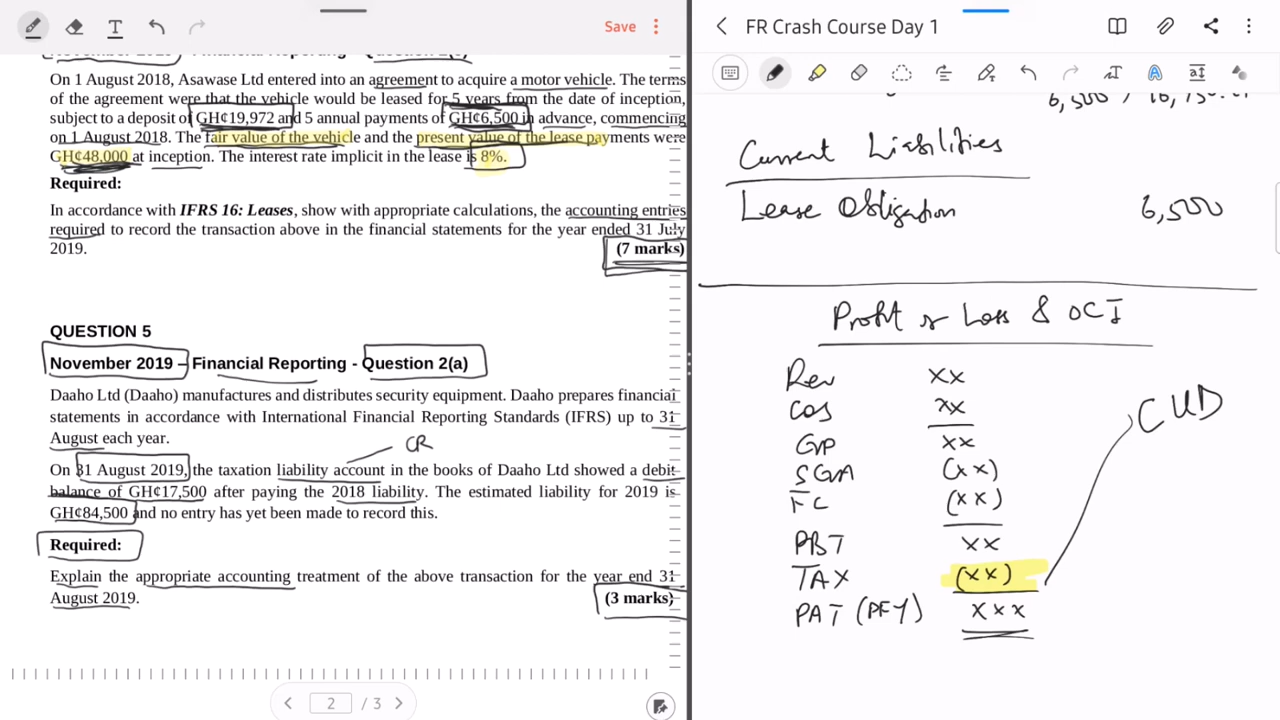 Save
On 1 August 2018, Asawase Ltd entered into an agreement to acquire a motor vehicle. The terms
of the agreement were that the vehicle would be leased for 5 years from the date of inception,
subject to a deposit of GH¢19,972 and 5 annual payments of GH¢6,500 in advance, commencing
on 1 August 2018. The fair value of the vehicle and the present value of the lease payments were
GH¢48,000 at inception. The interest rate implicit in the lease is 8%.
Required:
In accordance with IFRS 16: Leases, show with appropriate calculations, the accounting entries
required to record the transaction above in the financial statements for the year ended 31 July
2019.
(7 marks)
QUESTION 5
November 2019 – Financial Reporting - Question 2(a)
Daaho Ltd (Daaho) manufactures and distributes security equipment. Daaho prepares financial
statements in accordance with International Financial Reporting Standards (IFRS) up to 31
August each year.
CR
On 31 August 2019, the taxation liability account in the books of Daaho Ltd showed a debit
balance of GH¢17,500 after paying the 2018 liability. The estimated liability for 2019 is
GH¢84,500 and no entry has yet been made to record this.
Required:
Explain the appropriate accounting treatment of the above transaction for the year end 31
August 2019.
(3 marks)
2 / 3
FR Crash Course Day 1
Current Liabilities
Lease Obligation 6,500
Profit or Loss & OCI
Rev xx
COS xx
GP xx
SGA (xx)
FC (xx)
PBT xx
TAX (xx)
PAT (PFY) xxx
CUD